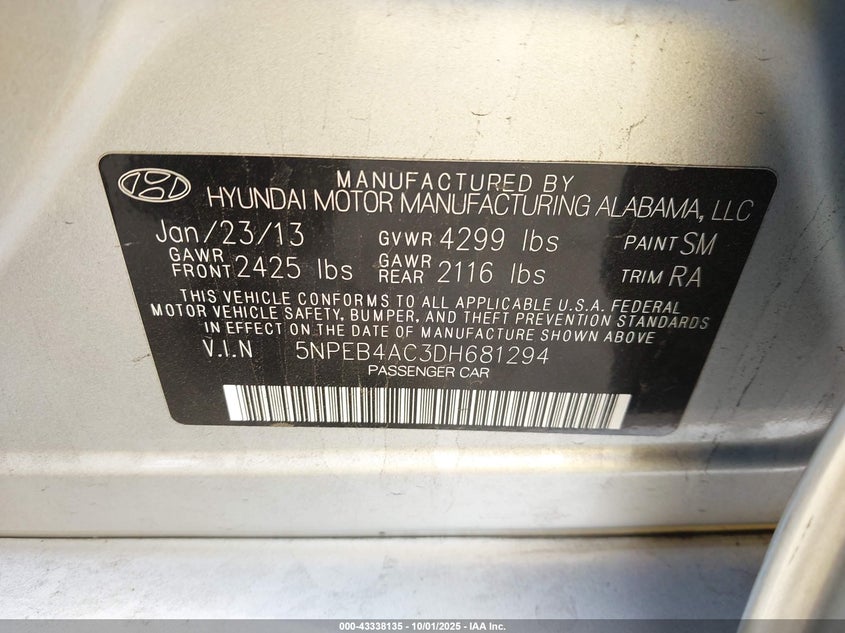 MANUFACTURED BY
HYUNDAI MOTOR MANUFACTURING ALABAMA, LLC
Jan/23/13 GVWR 4299 lbs PAINT SM
GAWR FRONT 2425 lbs GAWR REAR 2116 lbs TRIM RA
THIS VEHICLE CONFORMS TO ALL APPLICABLE U.S.A. FEDERAL
MOTOR VEHICLE SAFETY, BUMPER, AND THEFT PREVENTION STANDARDS
IN EFFECT ON THE DATE OF MANUFACTURE SHOWN ABOVE
V.I.N 5NPEB4AC3DH681294
PASSENGER CAR
000-43338135 - 10/01/2025 - IAA Inc.